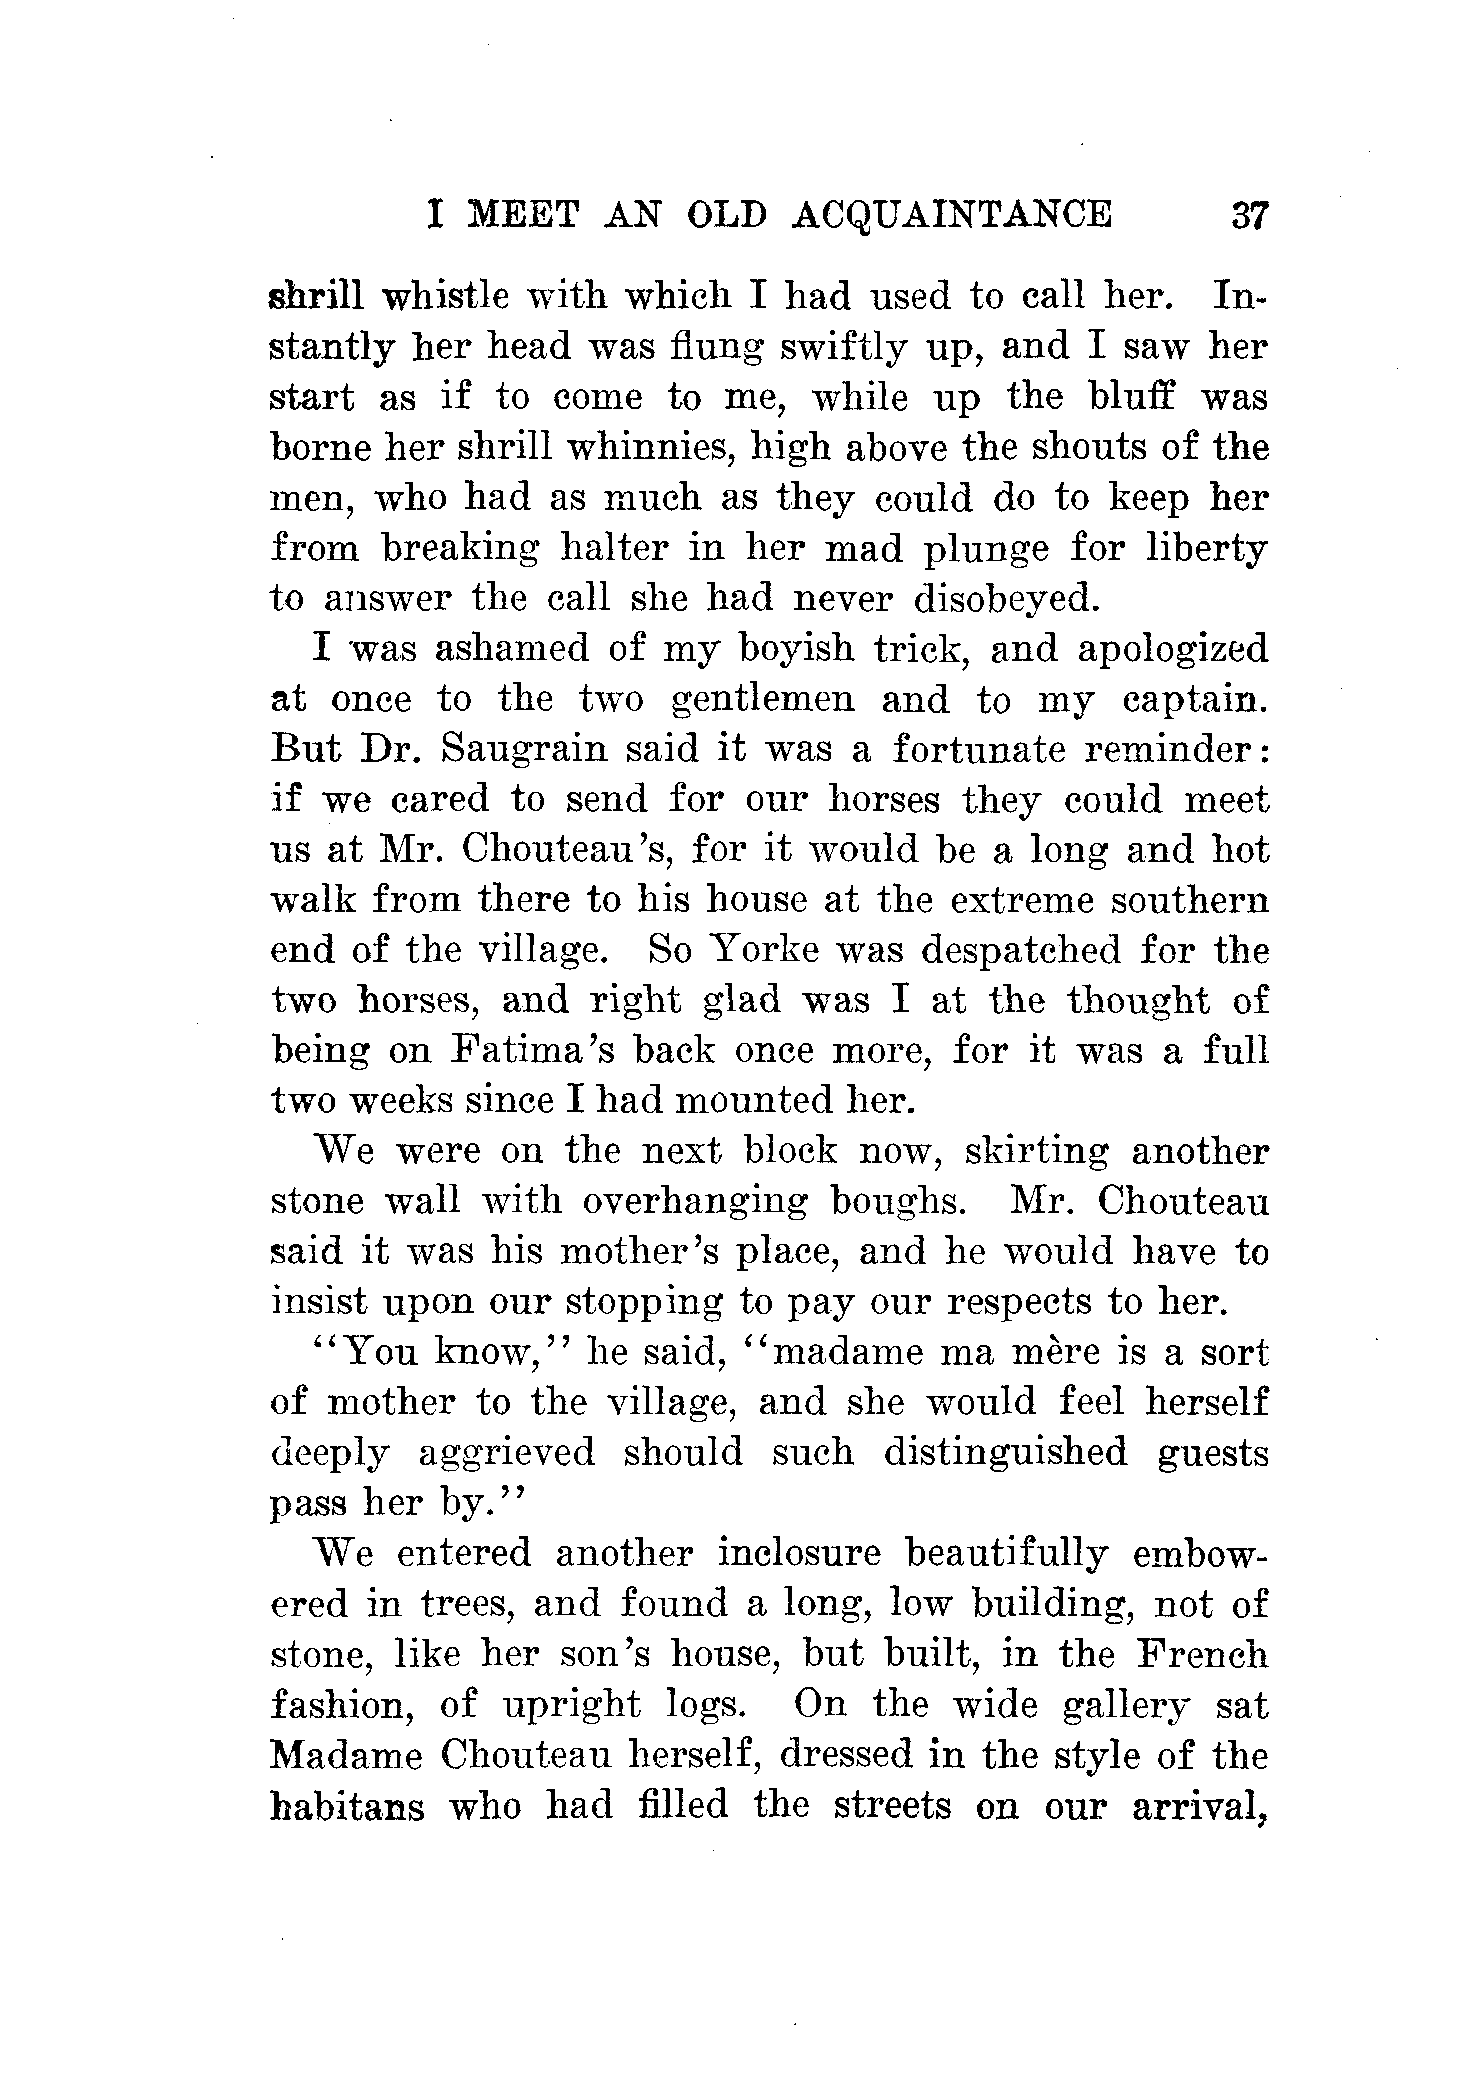 I MEET AN OLD ACQUAINTANCE 37
shrill whistle with which I had used to call her. In-
stantly her head was flung swiftly up, and I saw her
start as if to come to me, while up the bluff was
borne her shrill whinnies, high above the shouts of the
men, who had as much as they could do to keep her
from breaking halter in her mad plunge for liberty
to answer the call she had never disobeyed.
I was ashamed of my boyish trick, and apologized
at once to the two gentlemen and to my captain.
But Dr. Saugrain said it was a fortunate reminder:
if we cared to send for our horses they could meet
us at Mr. Chouteau's, for it would be a long and hot
walk from there to his house at the extreme southern
end of the village. So Yorke was despatched for the
two horses, and right glad was I at the thought of
being on Fatima's back once more, for it was a full
two weeks since I had mounted her.
We were on the next block now, skirting another
stone wall with overhanging boughs. Mr. Chouteau
said it was his mother's place, and he would have to
insist upon our stopping to pay our respects to her.
"You know," he said, "madame ma mère is a sort
of mother to the village, and she would feel herself
deeply aggrieved should such distinguished guests
pass her by."
We entered another inclosure beautifully embow-
ered in trees, and found a long, low building, not of
stone, like her son's house, but built, in the French
fashion, of upright logs. On the wide gallery sat
Madame Chouteau herself, dressed in the style of the
habitans who had filled the streets on our arrival,